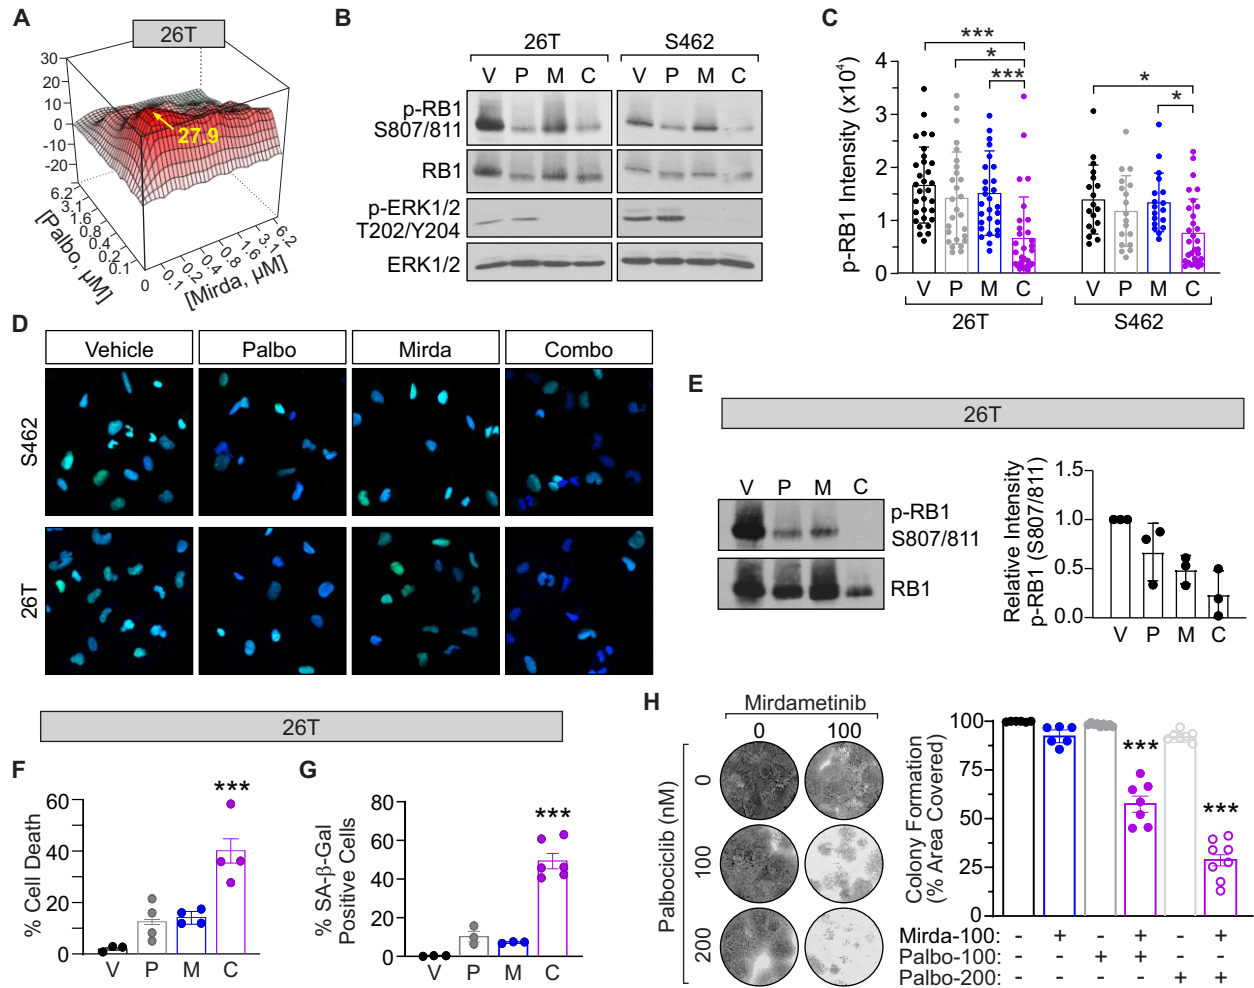 A
26T
30
10
0
-10
-20
27.9
6.2
3.1
1.6
0.8
0.4
0.2
0.1
0
0.1
0.2
0.4
0.8
1.6
3.1
6.2
[Palbo, µM]
[Mirda, µM]
B
26T S462
V P M C V P M C
p-RB1
S807/811
RB1
p-ERK1/2
T202/Y204
ERK1/2
C
p-RB1 Intensity (x10⁴)
4
3
2
1
0
***
*
***
*
*
V P M C V P M C
26T S462
D
Vehicle Palbo Mirda Combo
S462
26T
E
26T
V P M C
p-RB1
S807/811
RB1
Relative Intensity
p-RB1 (S807/811)
1.5
1.0
0.5
0.0
V P M C
26T
F
% Cell Death
60
40
20
0
***
V P M C
G
% SA-β-Gal
Positive Cells
80
60
40
20
0
***
V P M C
H
Mirdametinib
0 100
Palbociclib (nM)
0
100
200
Colony Formation
(% Area Covered)
100
75
50
25
0
***
***
Mirda-100: - + - + - +
Palbo-100: - - + + - -
Palbo-200: - - - - + +